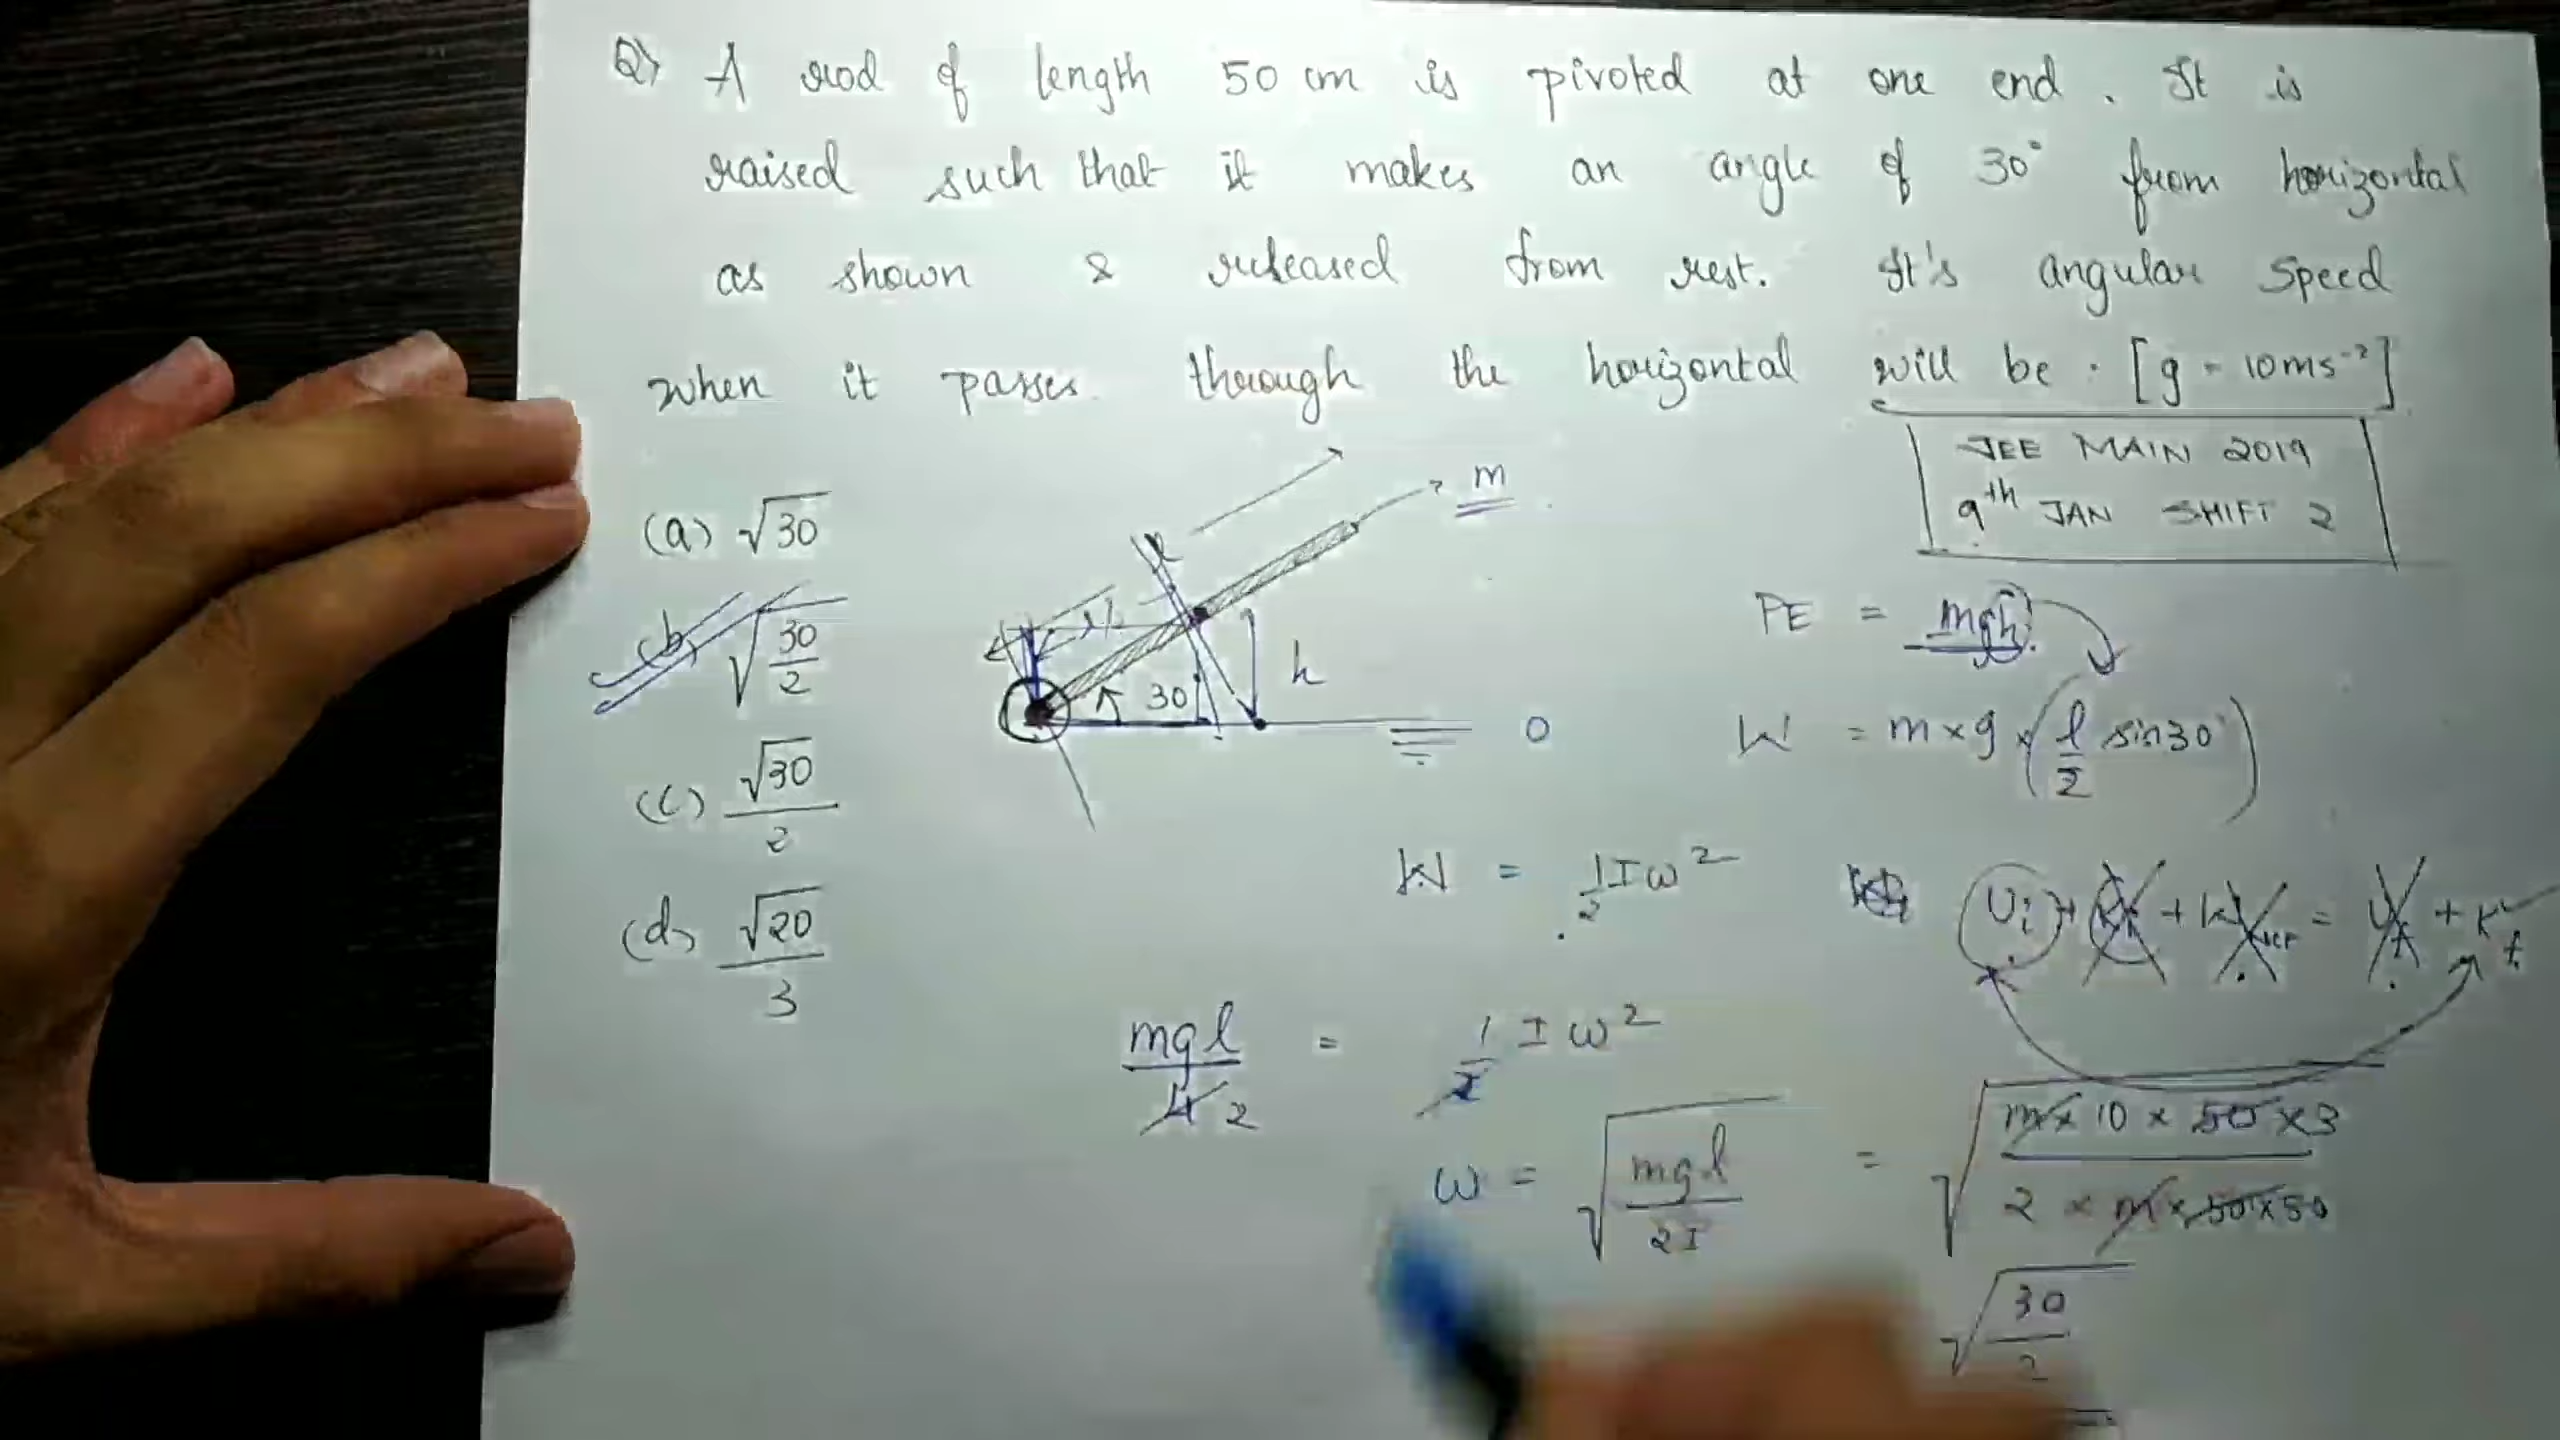 Q) A rod of length 50 cm is pivoted at one end. It is
raised such that it makes an angle of 30° from horizontal
as shown & released from rest. It's angular speed
when it passes through the horizontal will be. [g = 10ms⁻²]
JEE MAIN 2019
9th JAN SHIFT 2
(a) √30
(b) √(30/2)
(c) √30/2
(d) √20/3
m
l
l/2
h
30
0
PE = mgh
W = m×g×(l/2 sin30°)
W = 1/2 Iω²
Ui + Ki + W = Uf + Kf
mgl/4 2 = 1/2 Iω²
ω = √(mgl/2I) = √(m×10×50×3/2×m×50×50)
√(30/2)